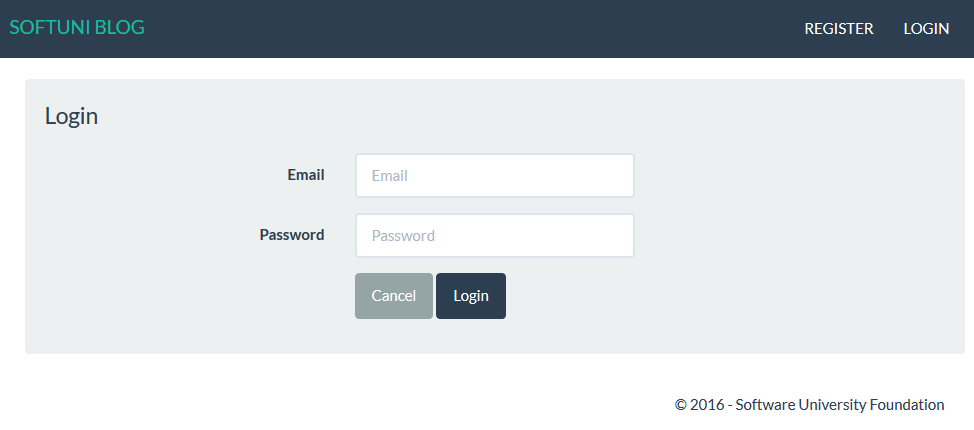 SOFTUNI BLOG
REGISTER
LOGIN
Login
Email
Email
Password
Password
Cancel
Login
© 2016 - Software University Foundation